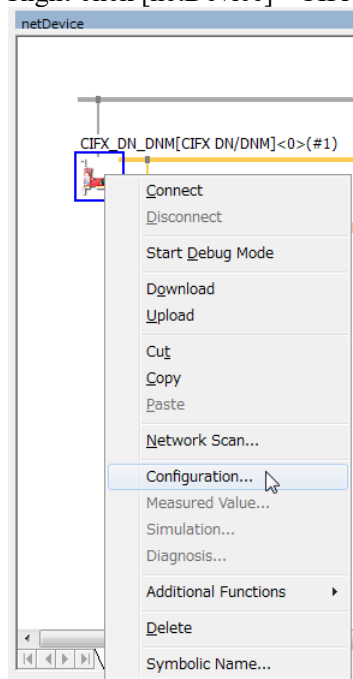 netDevice
CIFX_DN_DNM[CIFX DN/DNM]<0>(#1)
Connect
Disconnect
Start Debug Mode
Download
Upload
Cut
Copy
Paste
Network Scan...
Configuration...
Measured Value...
Simulation...
Diagnosis...
Additional Functions
Delete
Symbolic Name...